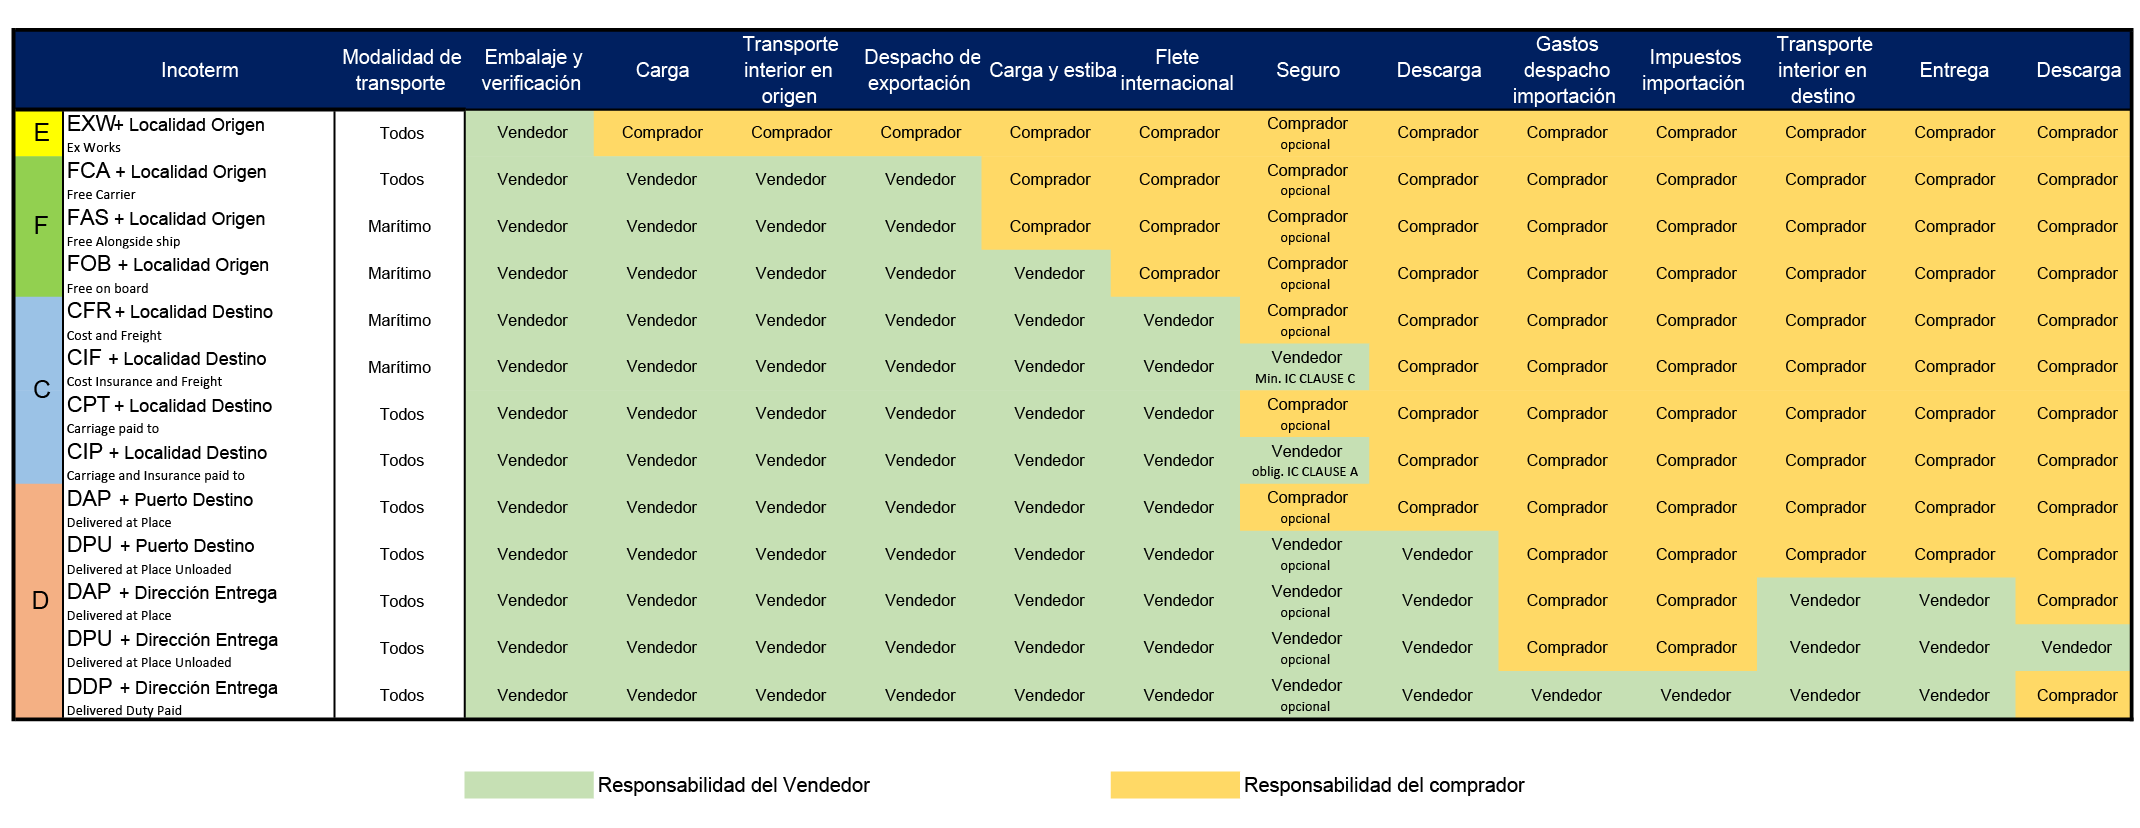 Incoterm Modalidad de transporte Embalaje y verificación Carga Transporte interior en origen Despacho de exportación Carga y estiba Flete internacional Seguro Descarga Gastos despacho importación Impuestos importación Transporte interior en destino Entrega Descarga
E EXW+ Localidad Origen Todos Vendedor Comprador Comprador Comprador Comprador Comprador Comprador Comprador Comprador Comprador Comprador Comprador Comprador
Ex Works opcional
FCA + Localidad Origen Todos Vendedor Vendedor Vendedor Vendedor Comprador Comprador Comprador Comprador Comprador Comprador Comprador Comprador Comprador
Free Carrier opcional
F FAS + Localidad Origen Marítimo Vendedor Vendedor Vendedor Vendedor Comprador Comprador Comprador Comprador Comprador Comprador Comprador Comprador Comprador
Free Alongside ship opcional
FOB + Localidad Origen Marítimo Vendedor Vendedor Vendedor Vendedor Vendedor Comprador Comprador Comprador Comprador Comprador Comprador Comprador Comprador
Free on board opcional
CFR + Localidad Destino Marítimo Vendedor Vendedor Vendedor Vendedor Vendedor Vendedor Comprador Comprador Comprador Comprador Comprador Comprador Comprador
Cost and Freight opcional
CIF + Localidad Destino Marítimo Vendedor Vendedor Vendedor Vendedor Vendedor Vendedor Vendedor Comprador Comprador Comprador Comprador Comprador Comprador
Cost Insurance and Freight Min. IC CLAUSE C
C
CPT + Localidad Destino Todos Vendedor Vendedor Vendedor Vendedor Vendedor Vendedor Comprador Comprador Comprador Comprador Comprador Comprador Comprador
Carriage paid to opcional
CIP + Localidad Destino Todos Vendedor Vendedor Vendedor Vendedor Vendedor Vendedor Vendedor Comprador Comprador Comprador Comprador Comprador Comprador
Carriage and Insurance paid to oblig. IC CLAUSE A
DAP + Puerto Destino Todos Vendedor Vendedor Vendedor Vendedor Vendedor Vendedor Comprador Comprador Comprador Comprador Comprador Comprador Comprador
Delivered at Place opcional
DPU + Puerto Destino Todos Vendedor Vendedor Vendedor Vendedor Vendedor Vendedor Vendedor Vendedor Comprador Comprador Comprador Comprador Comprador
Delivered at Place Unloaded opcional
D DAP + Dirección Entrega Todos Vendedor Vendedor Vendedor Vendedor Vendedor Vendedor Vendedor Vendedor Comprador Comprador Vendedor Vendedor Comprador
Delivered at Place opcional
DPU + Dirección Entrega Todos Vendedor Vendedor Vendedor Vendedor Vendedor Vendedor Vendedor Vendedor Comprador Comprador Vendedor Vendedor Vendedor
Delivered at Place Unloaded opcional
DDP + Dirección Entrega Todos Vendedor Vendedor Vendedor Vendedor Vendedor Vendedor Vendedor Vendedor Vendedor Vendedor Vendedor Vendedor Comprador
Delivered Duty Paid opcional
Responsabilidad del Vendedor
Responsabilidad del comprador